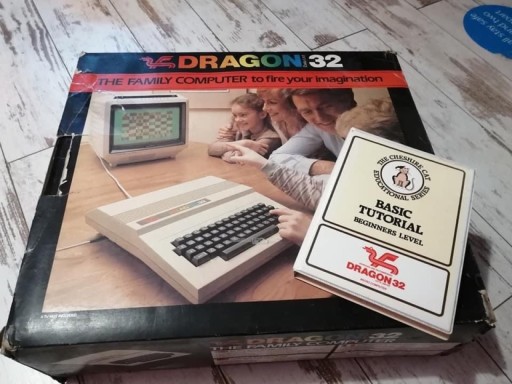 DRAGON 32
THE FAMILY COMPUTER to fire your imagination
THE CHESHIRE CAT
EDUCATIONAL SERIES
BASIC
TUTORIAL
BEGINNERS LEVEL
DRAGON 32
DRAGON 32
THE FAMILY COMPUTER